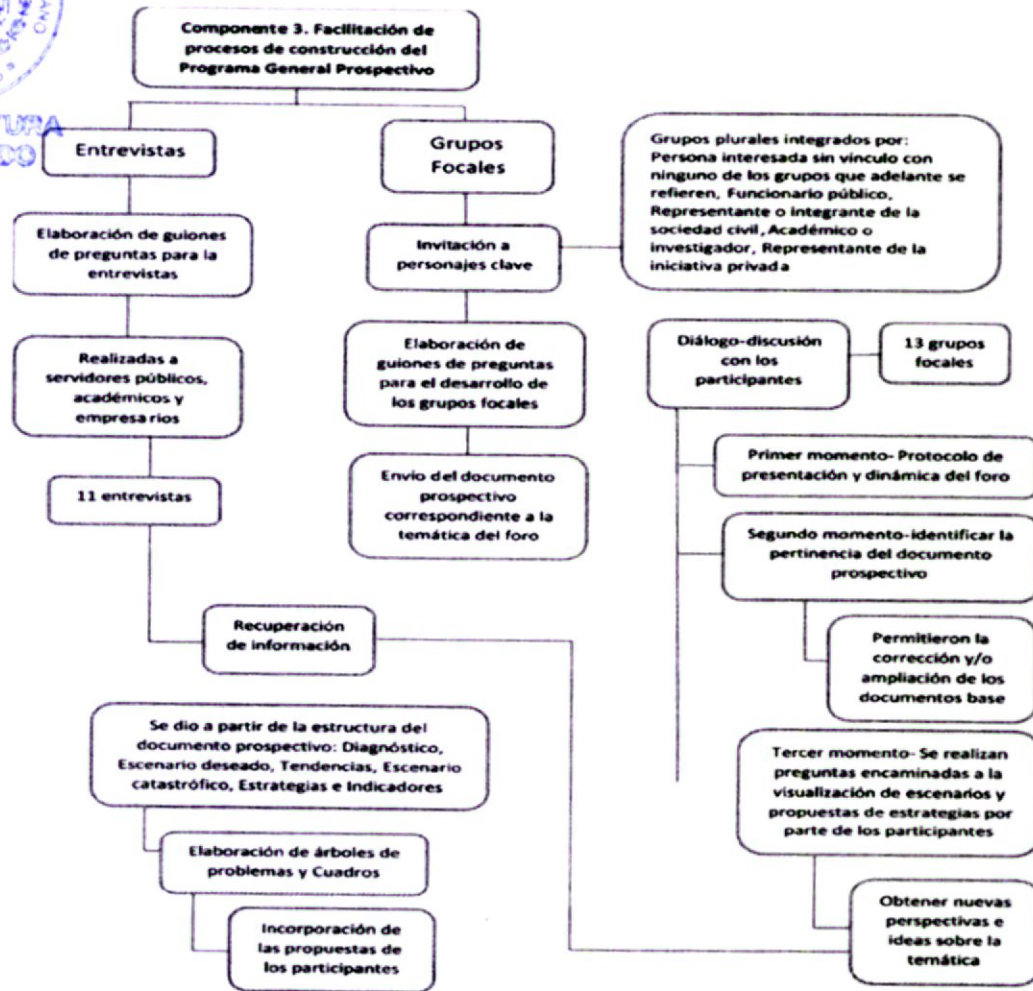 Componente 3. Facilitación de
procesos de construcción del
Programa General Prospectivo
Entrevistas
Elaboración de guiones
de preguntas para la
entrevistas
Realizadas a
servidores públicos,
académicos y
empresarios
11 entrevistas
Grupos
Focales
Invitación a
personajes clave
Elaboración de
guiones de preguntas
para el desarrollo de
los grupos focales
Envío del documento
prospectivo
correspondiente a la
temática del foro
Grupos plurales integrados por:
Persona interesada sin vínculo con
ninguno de los grupos que adelante se
refieren, Funcionario público,
Representante o integrante de la
sociedad civil, Académico o
investigador, Representante de la
iniciativa privada
Diálogo-discusión
con los
participantes
13 grupos
focales
Primer momento- Protocolo de
presentación y dinámica del foro
Segundo momento-identificar la
pertinencia del documento
prospectivo
Permitieron la
corrección y/o
ampliación de los
documentos base
Tercer momento- Se realizan
preguntas encaminadas a la
visualización de escenarios y
propuestas de estrategias por
parte de los participantes
Obtener nuevas
perspectivas e
ideas sobre la
temática
Recuperación
de información
Se dio a partir de la estructura del
documento prospectivo: Diagnóstico,
Escenario deseado, Tendencias, Escenario
catastrófico, Estrategias e Indicadores
Elaboración de árboles de
problemas y Cuadros
Incorporación de
las propuestas de
los participantes